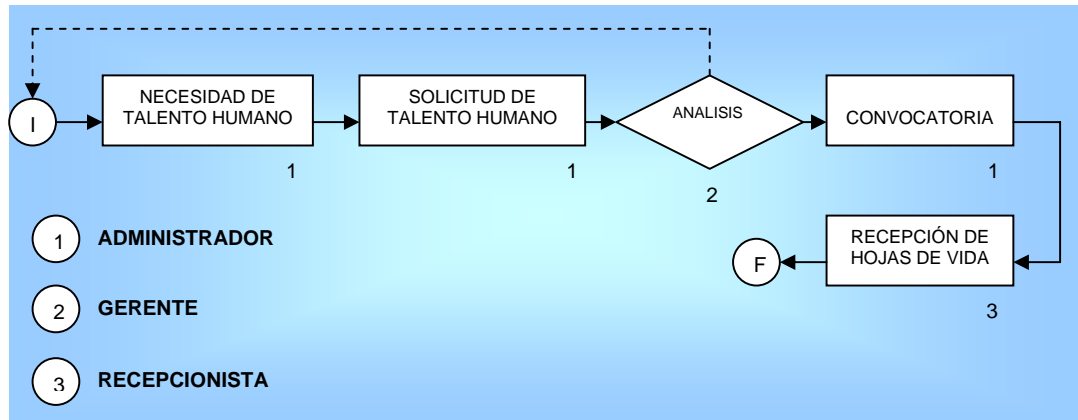 I
NECESIDAD DE
TALENTO HUMANO
1
SOLICITUD DE
TALENTO HUMANO
1
ANALISIS
2
CONVOCATORIA
1
RECEPCIÓN DE
HOJAS DE VIDA
3
F
1 ADMINISTRADOR
2 GERENTE
3 RECEPCIONISTA